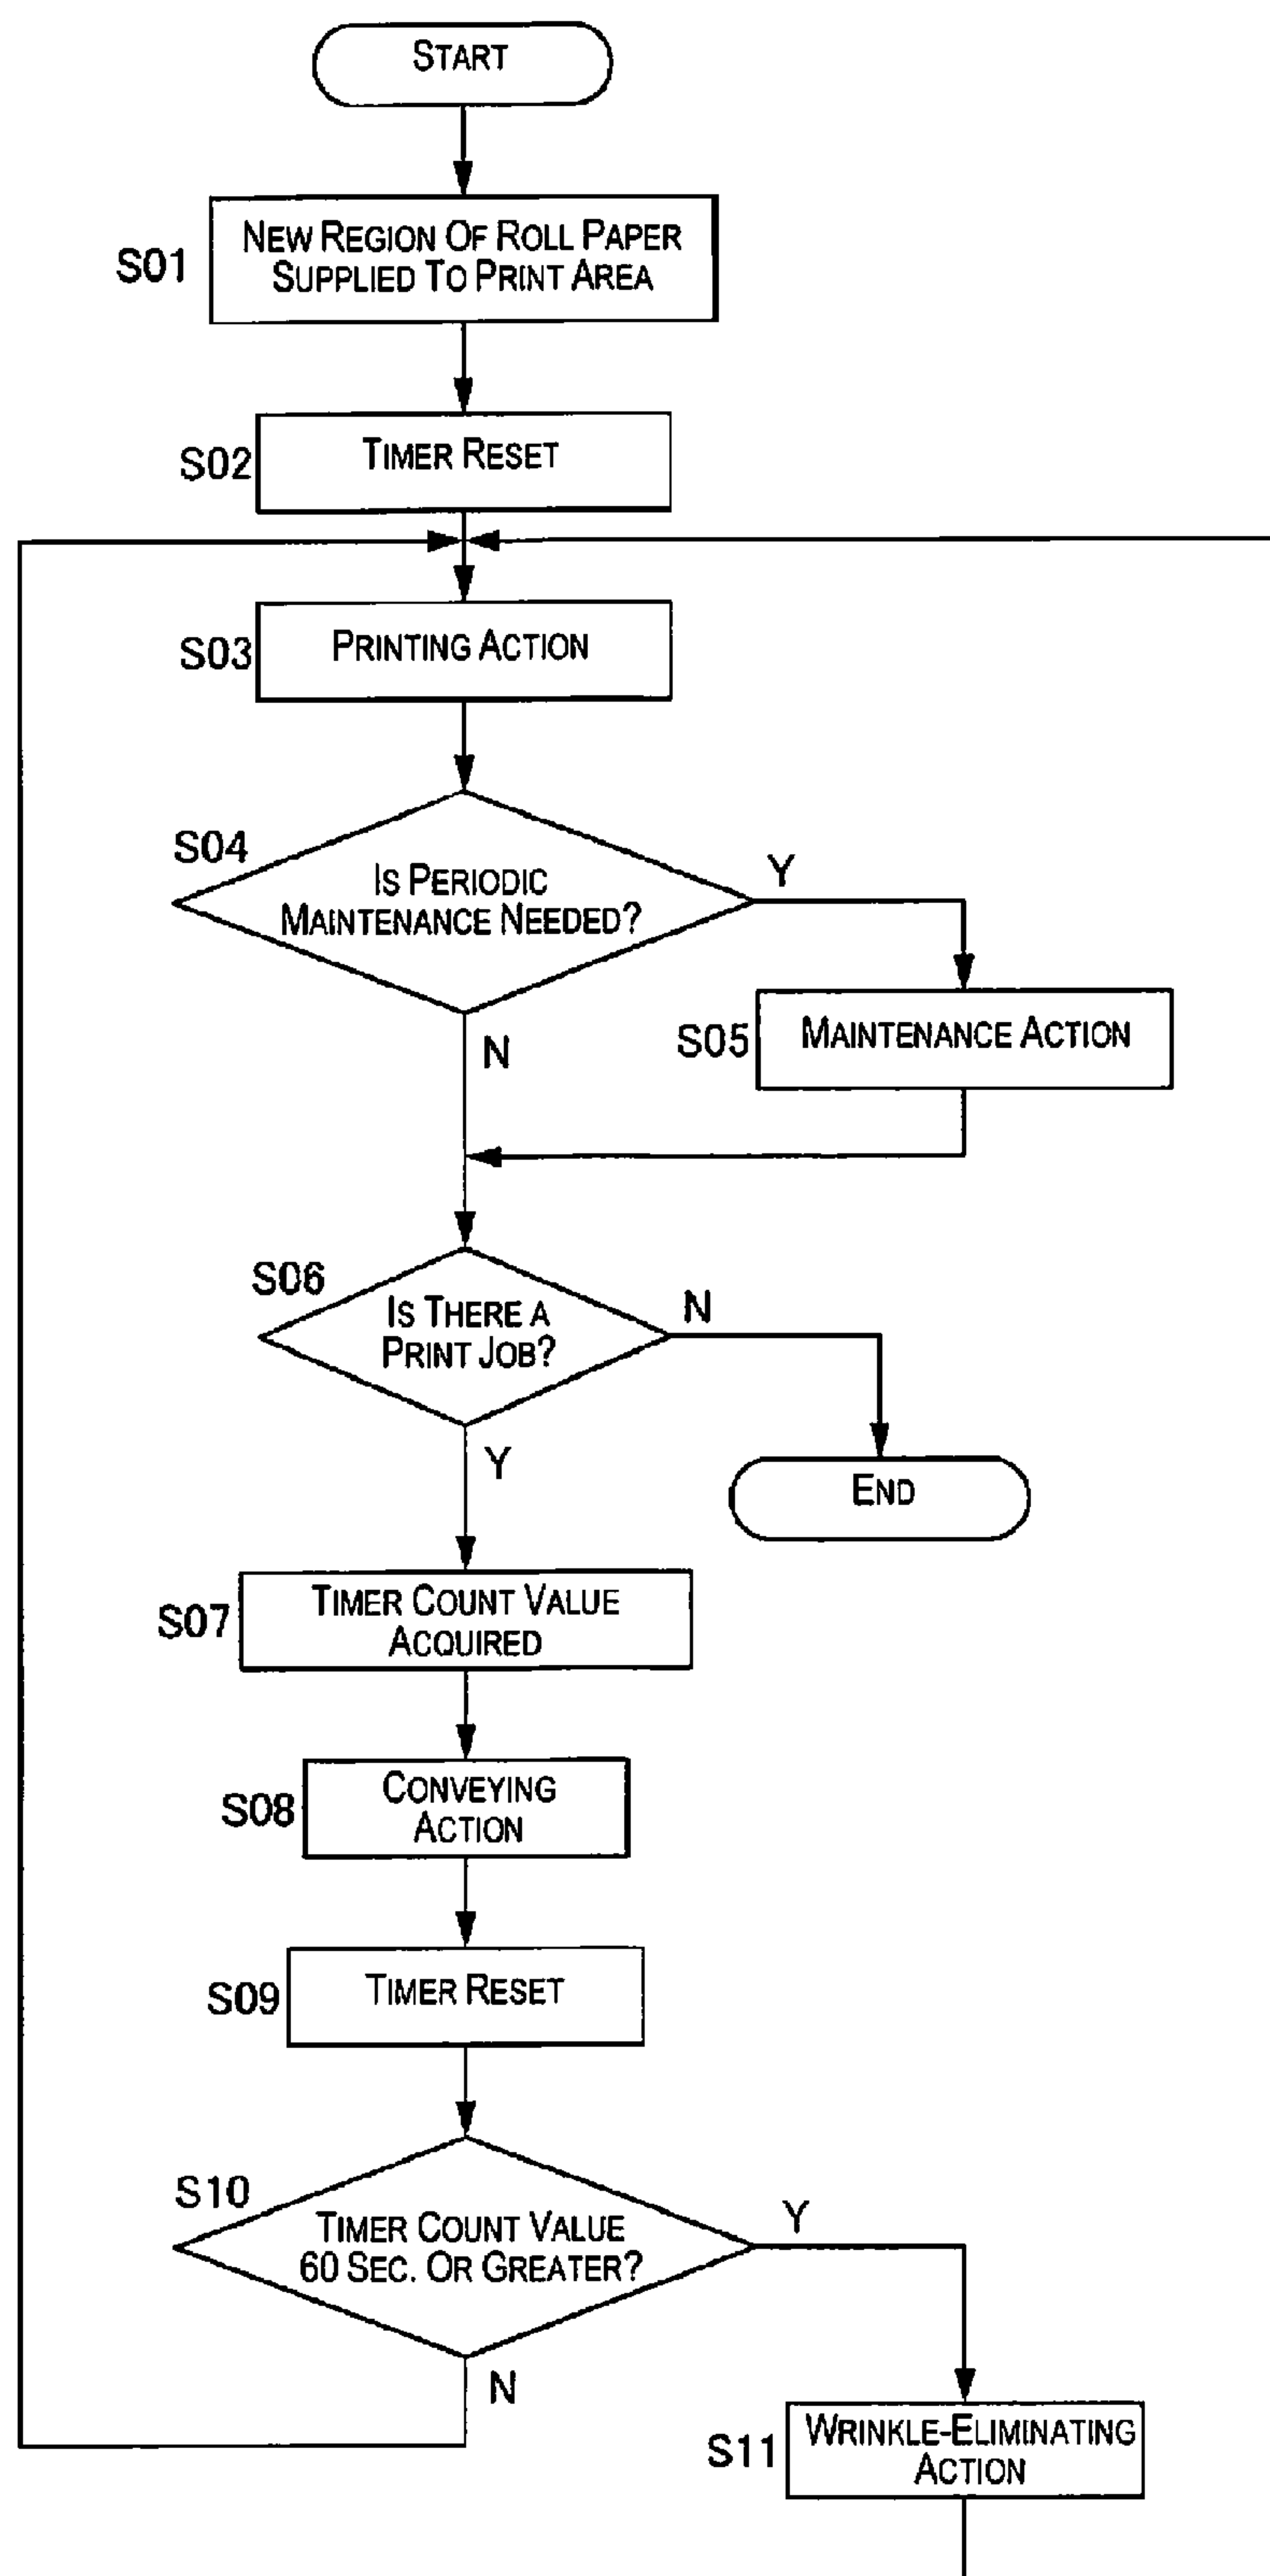 START
S01
NEW REGION OF ROLL PAPER
SUPPLIED TO PRINT AREA
S02
TIMER RESET
S03
PRINTING ACTION
S04
IS PERIODIC
MAINTENANCE NEEDED?
Y
N
S05
MAINTENANCE ACTION
S06
IS THERE A
PRINT JOB?
N
Y
END
S07
TIMER COUNT VALUE
ACQUIRED
S08
CONVEYING
ACTION
S09
TIMER RESET
S10
TIMER COUNT VALUE
60 SEC. OR GREATER?
Y
N
S11
WRINKLE-ELIMINATING
ACTION